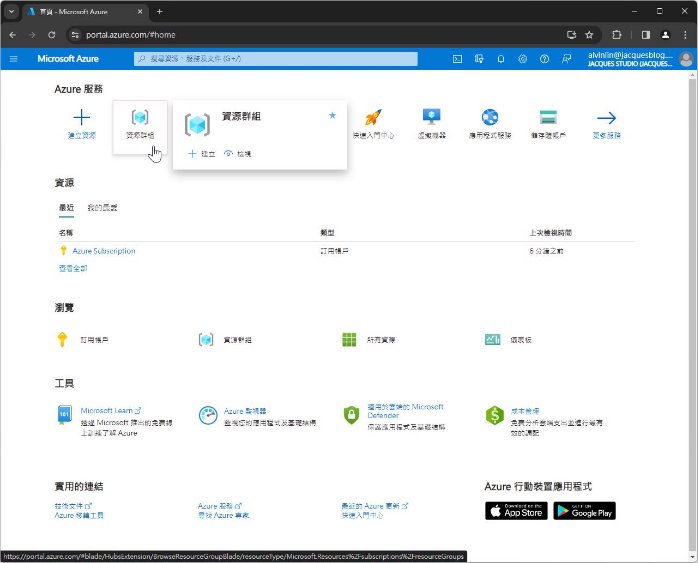 首頁 - Microsoft Azure
portal.azure.com/#home
Microsoft Azure
搜尋資源、服務及文件 (G+/)
alvinlin@jacquesblog....
JACQUES STUDIO (JACQUES...
Azure 服務
建立資源
資源群組
資源群組
建立
檢視
快速入門中心
虛擬機器
應用程式服務
儲存體帳戶
更多服務
資源
最近
我的最愛
名稱
類型
上次檢視時間
Azure Subscription
訂用帳戶
6 分鐘之前
查看全部
瀏覽
訂用帳戶
資源群組
所有資源
儀表板
工具
Microsoft Learn
透過 Microsoft 推出的免費線
上訓練了解 Azure
Azure 監視器
監視您的應用程式及基礎結構
適用於雲端的 Microsoft
Defender
保護應用程式及基礎結構
成本管理
免費分析雲端支出並進行最有
效的調配
實用的連結
技術文件
Azure 服務
最近的 Azure 更新
Azure 移轉工具
尋找 Azure 專家
快速入門中心
Azure 行動裝置應用程式
Download on the
App Store
GET IT ON
Google Play
https://portal.azure.com/#blade/HubsExtension/BrowseResourceGroupBlade/resourceType/Microsoft.Resources%2Fsubscriptions%2FresourceGroups